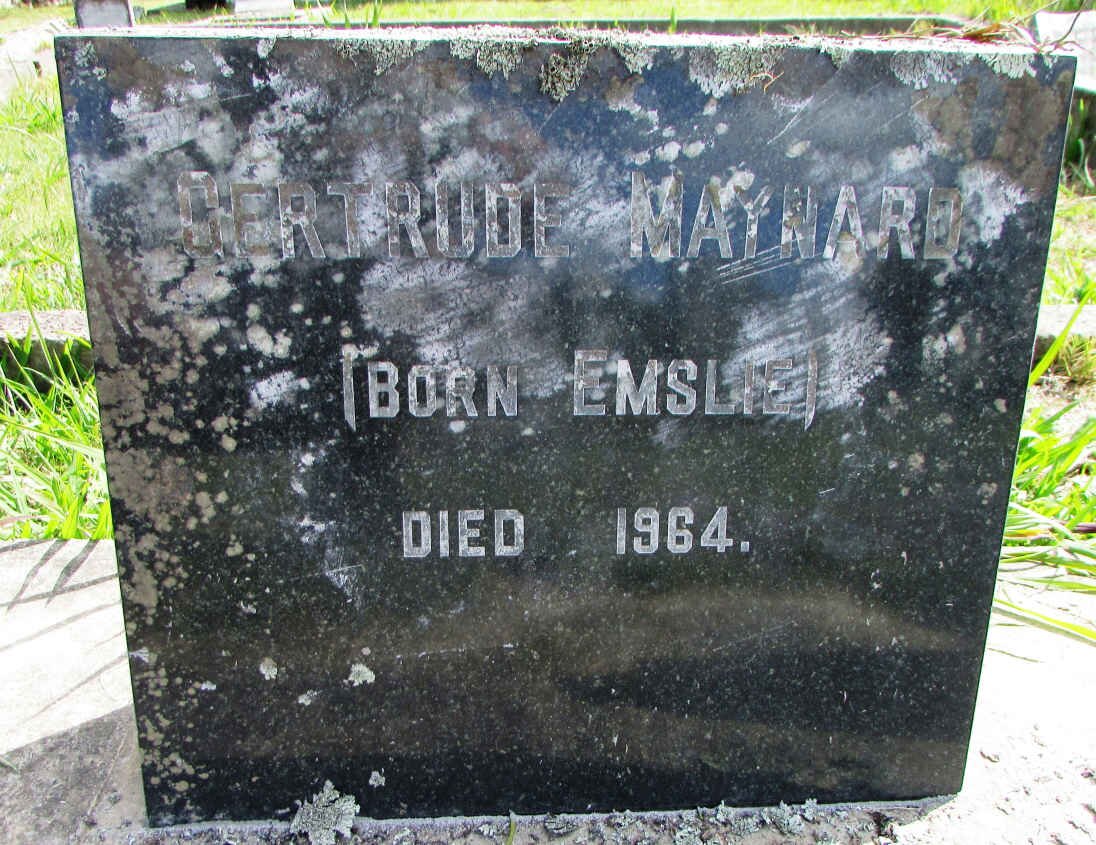 GERTRUDE MAYNARD
(BORN EMSLIE)
DIED 1964.